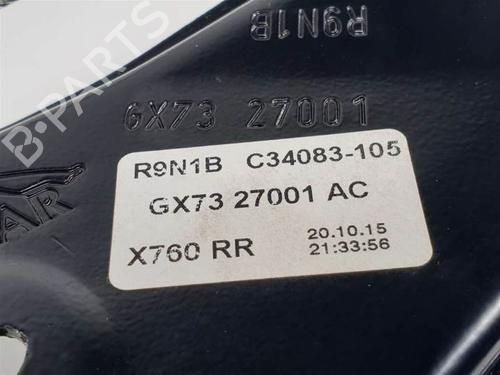 R9N1B
B-PARTS
GX73 27001
R9N1B C34083-105
GX73 27001 AC
X760 RR
20.10.15
21:33:56